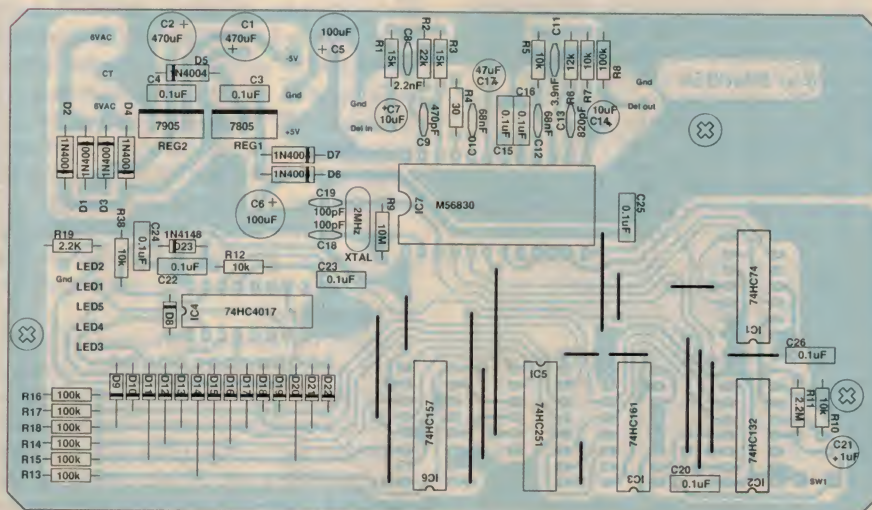 6VAC
C2 +
470uF
C1
470uF +
100uF
+ C5
-5V
CT
D5
1N4004
C4
0.1uF
C3
0.1uF
Gnd
6VAC
7905
REG2
7805
REG1
+5V
D2
D4
D1
D3
1N400
D7
1N400
D6
C6 +
100uF
R1
15k
C8
2.2nF
R2
22k
R3
15k
47uF
C17
R4
30
C16
0.1uF
0.1uF
C15
R5
10k
C11
3.9nF
12k
R6
10k
R7
100k
R8
Gnd
Del out
Gnd
Del in
+C7
10uF
470pF
C9
68nF
C10
68nF
C12
C13
820pF
10uF
C14
IC7
M56830
C19
100pF
100pF
C18
2MHz
XTAL
R9
10M
C25
0.1uF
R19
2.2K
R38
10k
C24
0.1uF
1N4148
D23
0.1uF
C22
R12
10k
C23
0.1uF
Gnd
LED2
LED1
LED5
LED4
LED3
D8
IC4
74HC4017
74HC74
IC1
C26
0.1uF
D9
D10
D17
D20
R16 100k
R17 100k
R18 100k
R14 100k
R15 100k
R13 100k
74HC157
IC6
IC5
74HC251
74HC161
IC3
74HC132
IC2
C20
0.1uF
2.2M
R11
10k
R10
C21
+ 1uF
SW1